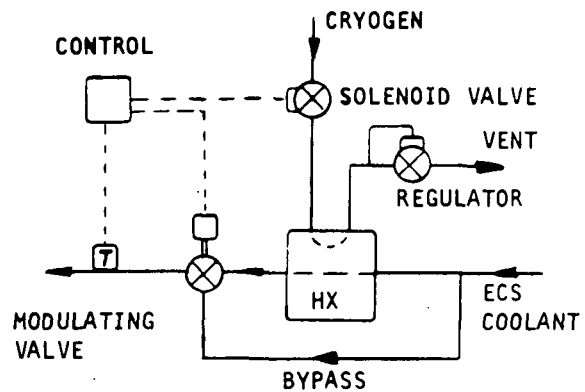 CRYOGEN
CONTROL
SOLENOID VALVE
VENT
REGULATOR
T
HX
ECS
COOLANT
MODULATING
VALVE
BYPASS